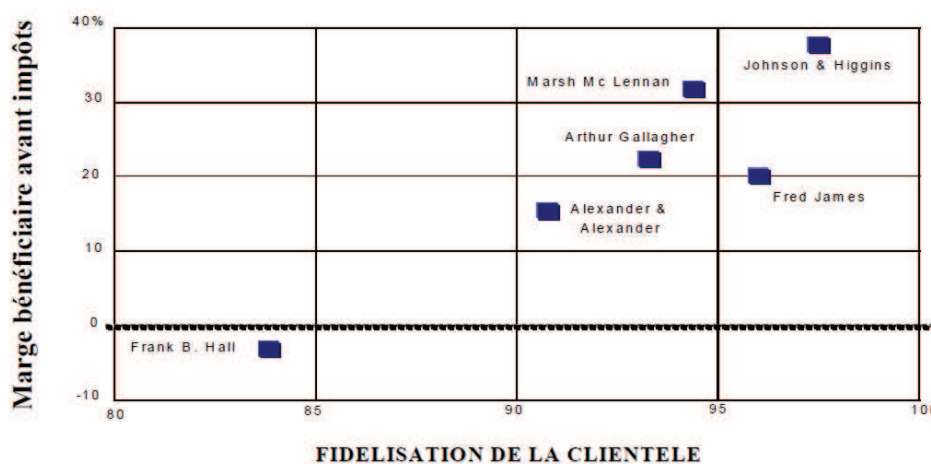 Marge bénéficiaire avant impôts
40%
30
20
10
0
-10
Johnson & Higgins
Marsh Mc Lennan
Arthur Gallagher
Fred James
Alexander &
Alexander
Frank B. Hall
80
85
90
95
100
FIDELISATION DE LA CLIENTELE